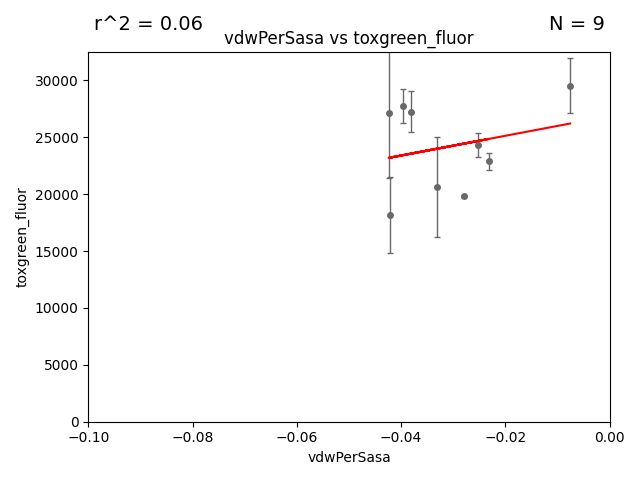 r^2 = 0.06
N = 9
vdwPerSasa vs toxgreen_fluor
30000
25000
20000
15000
10000
5000
0
toxgreen_fluor
−0.10
−0.08
−0.06
−0.04
−0.02
0.00
vdwPerSasa